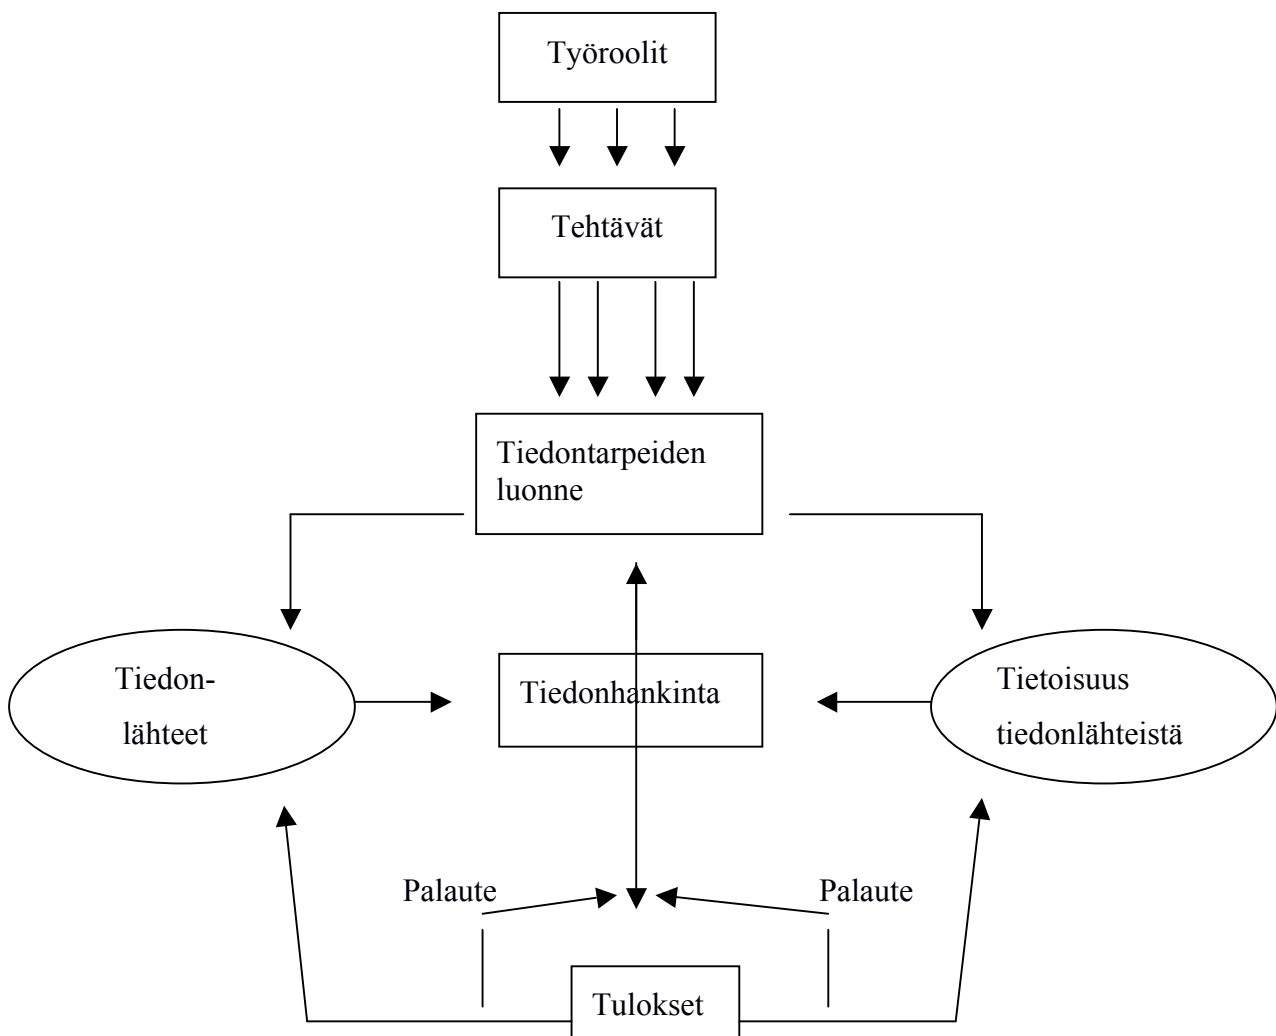 Työroolit
Tehtävät
Tiedontarpeiden
luonne
Tiedon-
lähteet
Tiedonhankinta
Tietoisuus
tiedonlähteistä
Palaute
Palaute
Tulokset